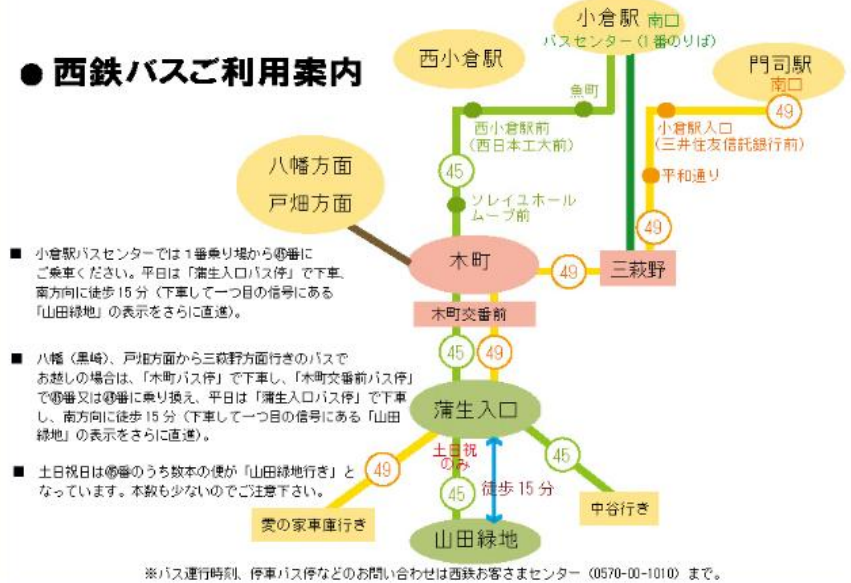 ● 西鉄バスご利用案内
小倉駅 南口
バスセンター(1番のりば)
西小倉駅
門司駅
南口
魚町
49
西小倉駅前
(西日本工大前)
小倉駅入口
(三井住友信託銀行前)
45
平和通り
八幡方面
戸畑方面
ソレイユホール
ムーブ前
49
木町
49
三萩野
木町交番前
45
49
蒲生入口
土日祝
のみ
49
45
45
徒歩15分
愛の家車庫行き
中谷行き
山田緑地
■ 小倉駅バスセンターでは1番乗り場から㊺番に
ご乗車ください。平日は「蒲生入口バス停」で下車、
南方向に徒歩15分(下車して一つ目の信号にある
「山田緑地」の表示をさらに直進)。
■ 八幡(黒崎)、戸畑方面から三萩野方面行きのバスで
お越しの場合は、「木町バス停」で下車し、「木町交番前バス停」
で㊺番又は㊾番に乗り換え、平日は「蒲生入口バス停」で下車
し、南方向に徒歩15分(下車して一つ目の信号にある「山田
緑地」の表示をさらに直進)。
■ 土日祝日は㊺番のうち数本の便が「山田緑地行き」と
なっています。本数も少ないのでご注意下さい。
※バス運行時刻、停車バス停などのお問い合わせは西鉄お客さまセンター(0570-00-1010)まで。